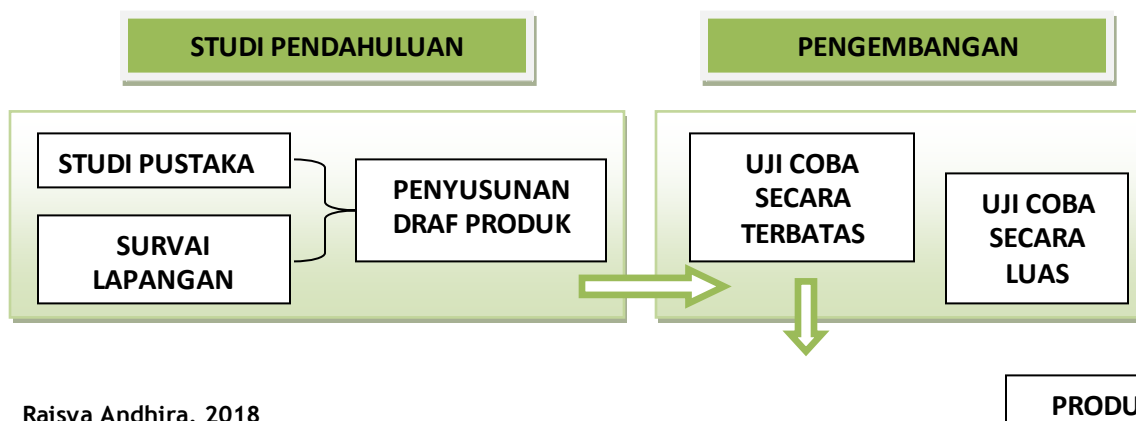 STUDI PENDAHULUAN
PENGEMBANGAN
STUDI PUSTAKA
SURVAI
LAPANGAN
PENYUSUNAN
DRAF PRODUK
UJI COBA
SECARA
TERBATAS
UJI COBA
SECARA
LUAS
Raisya Andhira, 2018